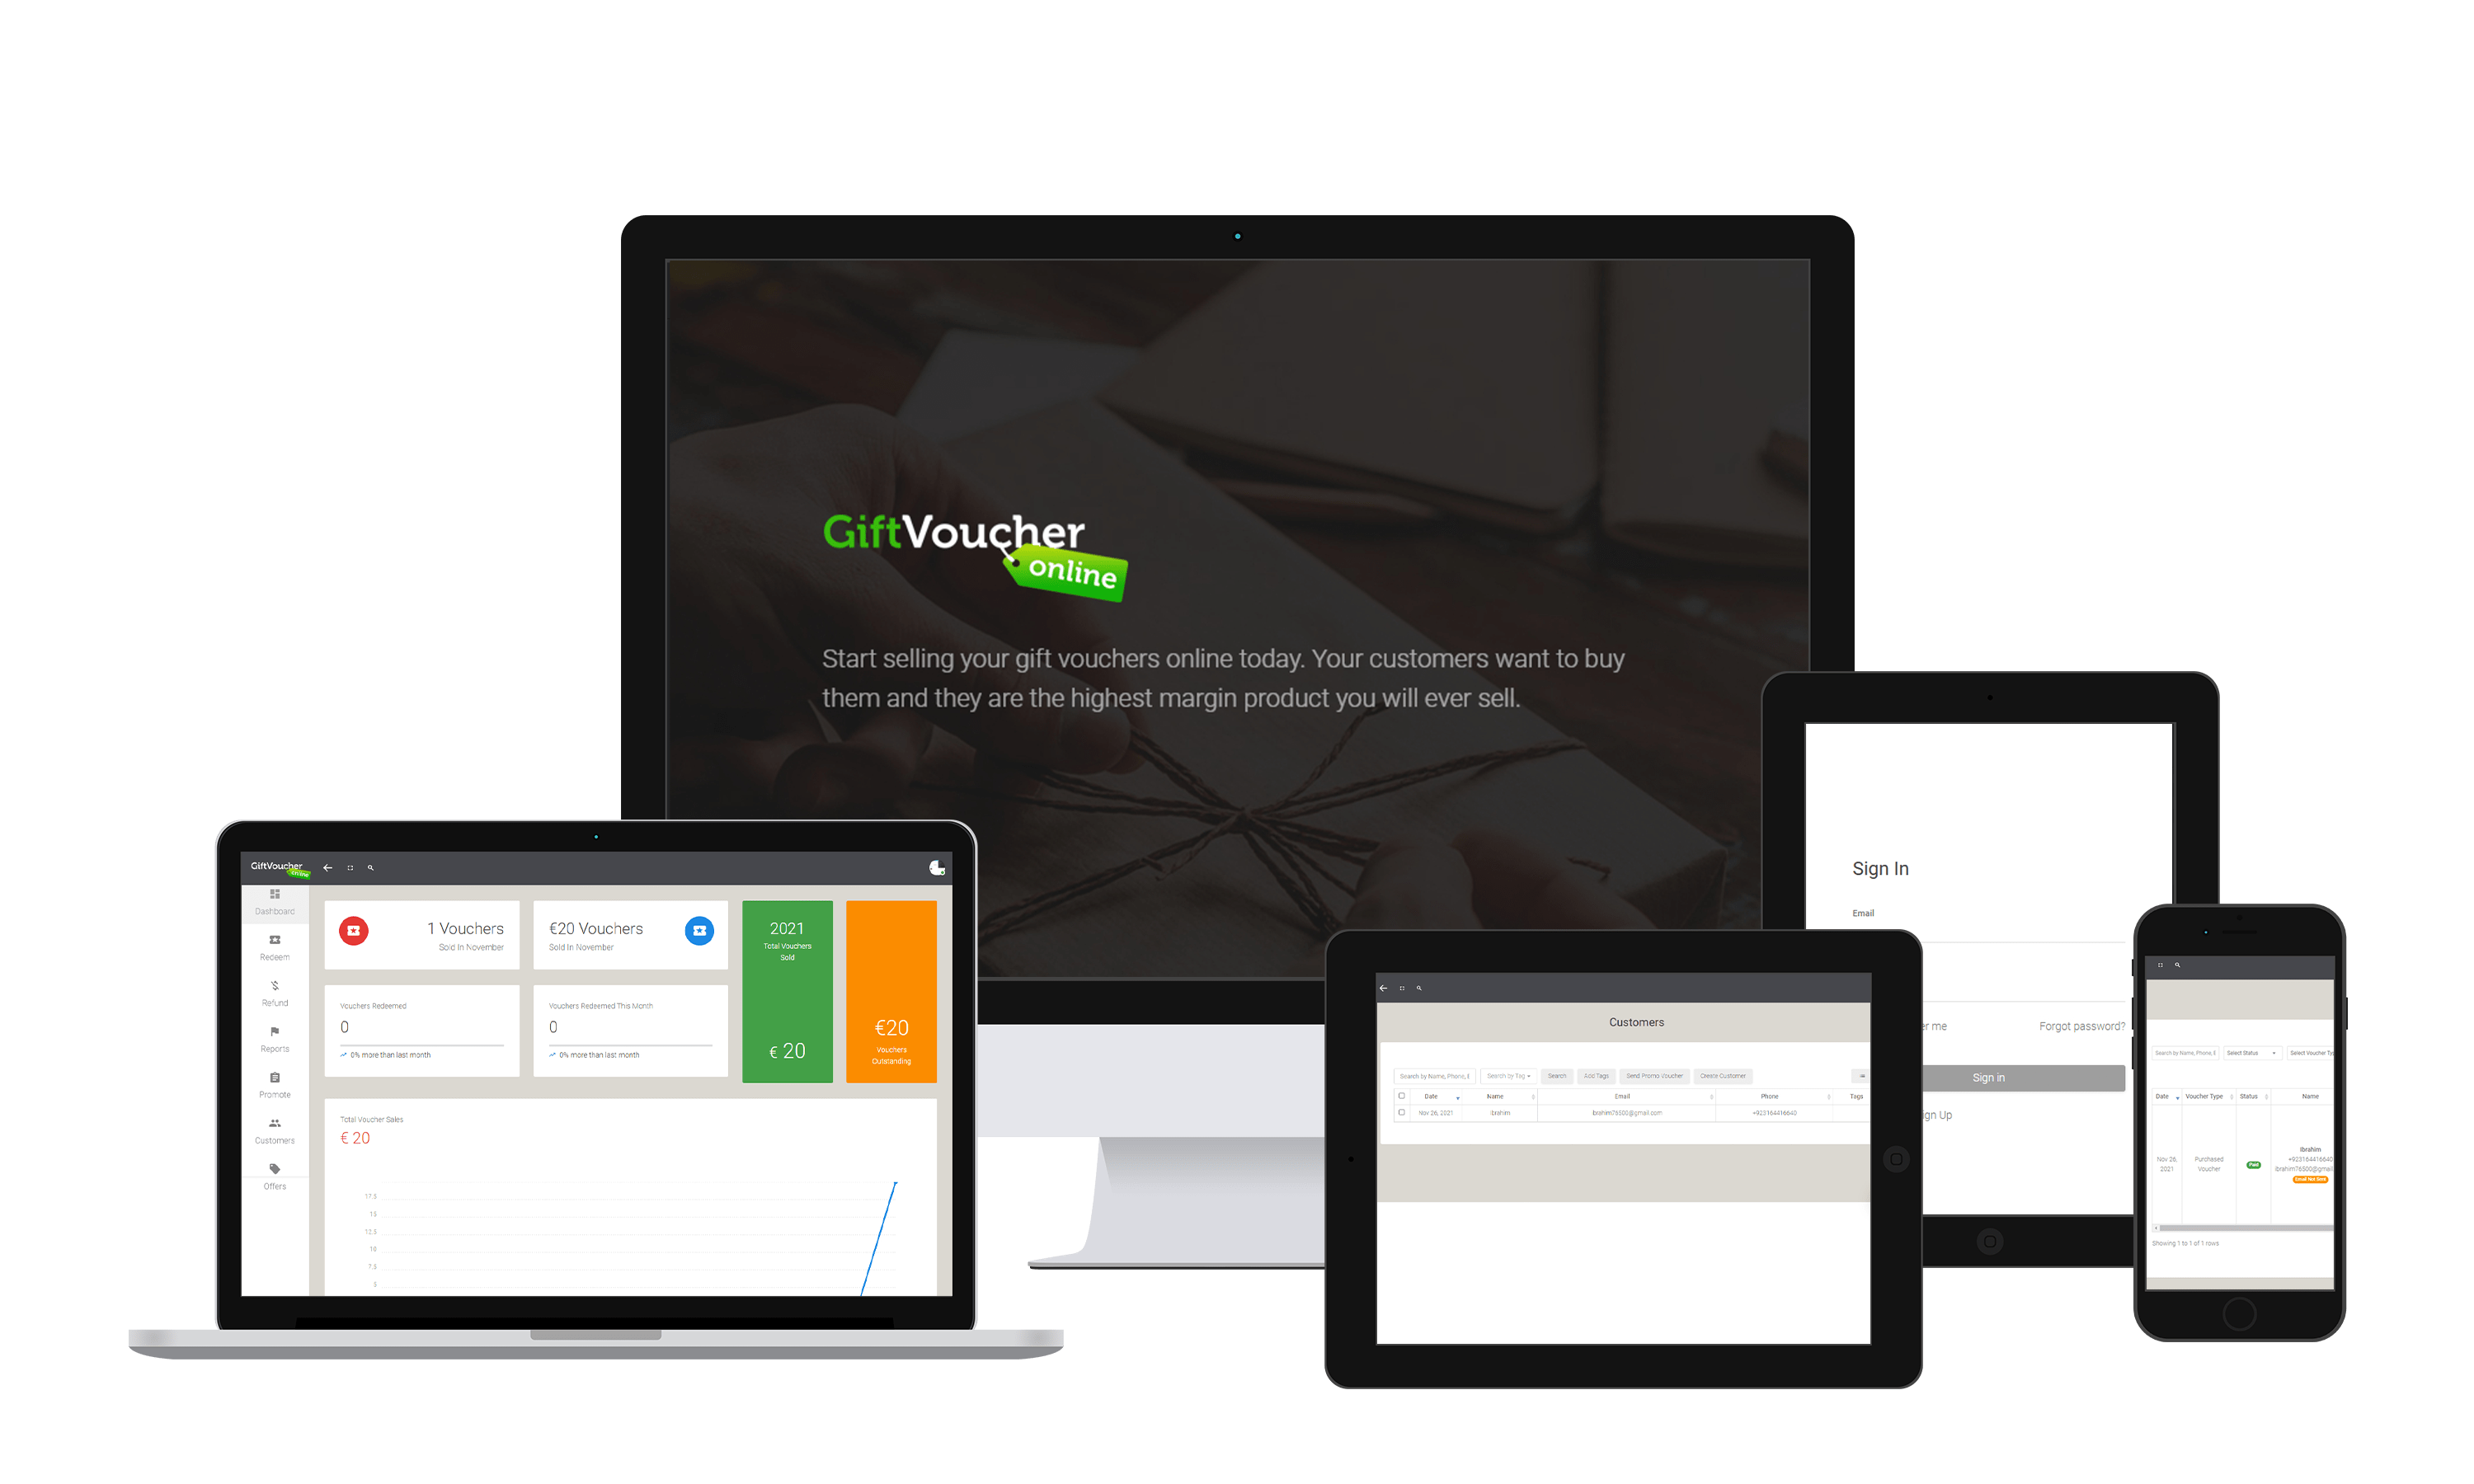 GiftVoucher
online
Start selling your gift vouchers online today. Your customers want to buy
them and they are the highest margin product you will ever sell.
GiftVoucher
online
Dashboard
Redeem
Refund
Reports
Promote
Customers
Offers
1 Vouchers
Sold In November
€20 Vouchers
Sold In November
2021
Total Vouchers
Sold
€ 20
€20
Vouchers
Outstanding
Vouchers Redeemed
0
0% more than last month
Vouchers Redeemed This Month
0
0% more than last month
Total Voucher Sales
€ 20
17.5
15
12.5
10
7.5
5
Customers
Search by Name, Phone, E
Search by Tag
Search
Add Tags
Send Promo Voucher
Create Customer
Date Name Email Phone Tags
Nov 26, 2021 ibrahim ibrahim76500@gmail.com +923164416640
Sign In
Email
er me
Forgot password?
Sign in
gn Up
Search by Name, Phone, E
Select Status
Select Voucher Typ
Date Voucher Type Status Name
Nov 26,
2021
Purchased
Voucher
Paid
Ibrahim
+923164416640
ibrahim76500@gmail
Email Not Sent
Showing 1 to 1 of 1 rows